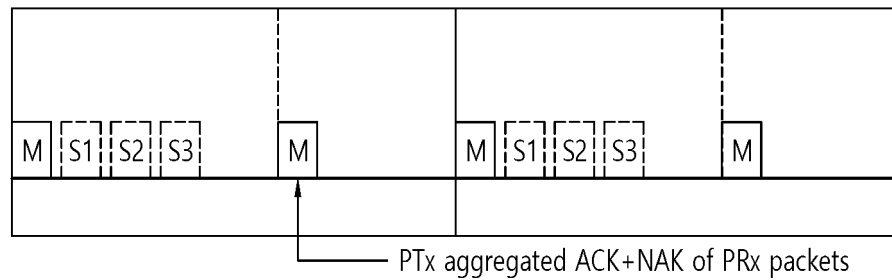 M S1 S2 S3 M M S1 S2 S3 M
PTx aggregated ACK+NAK of PRx packets